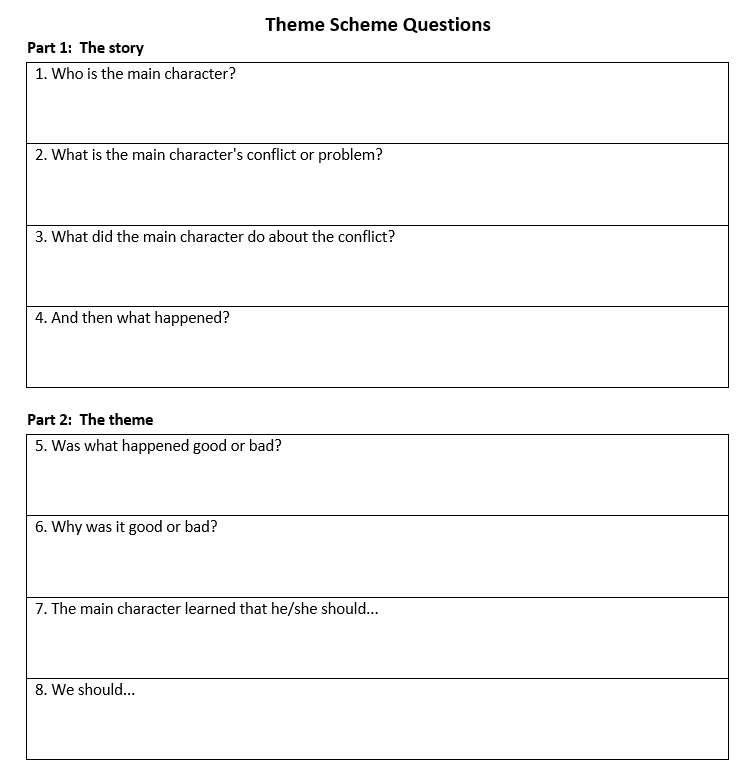 Theme Scheme Questions
Part 1:  The story
1. Who is the main character?
2. What is the main character's conflict or problem?
3. What did the main character do about the conflict?
4. And then what happened?
Part 2:  The theme
5. Was what happened good or bad?
6. Why was it good or bad?
7. The main character learned that he/she should...
8. We should...